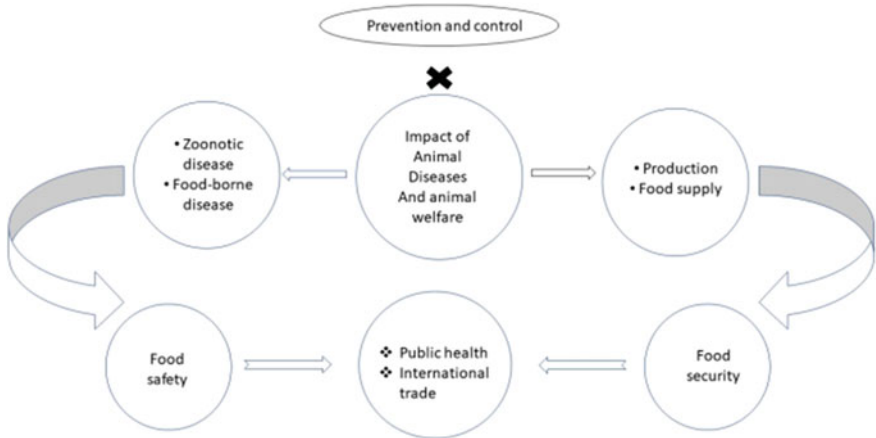 Prevention and control
• Zoonotic
disease
• Food-borne
disease
Impact of
Animal
Diseases
And animal
welfare
• Production
• Food supply
Food
safety
❖ Public health
❖ International
trade
Food
security